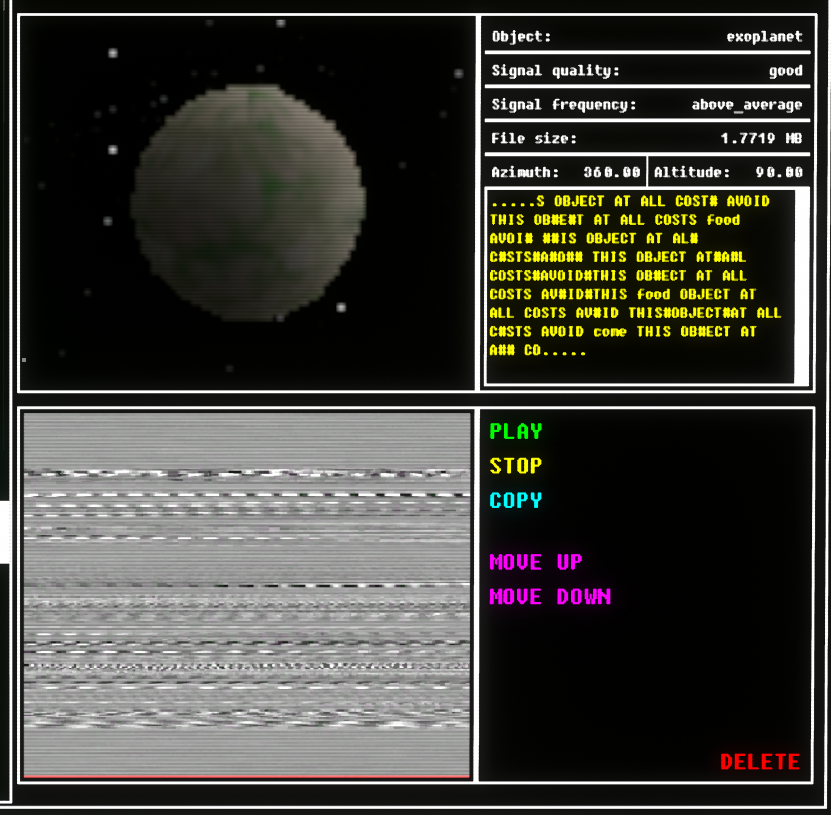 Object: exoplanet
Signal quality: good
Signal frequency: above_average
File size: 1.7719 MB
Azimuth: 360.00 Altitude: 90.00
.....S OBJECT AT ALL COST# AVOID
THIS OB#E#T AT ALL COSTS food
AVOI# ##IS OBJECT AT AL#
C#STS#A#O## THIS OBJECT AT#A#L
COSTS#AVOID#THIS OB#ECT AT ALL
COSTS AV#ID#THIS food OBJECT AT
ALL COSTS AV#ID THIS#OBJECT#AT ALL
C#STS AVOID come THIS OB#ECT AT
A## CO.....
PLAY
STOP
COPY
MOVE UP
MOVE DOWN
DELETE